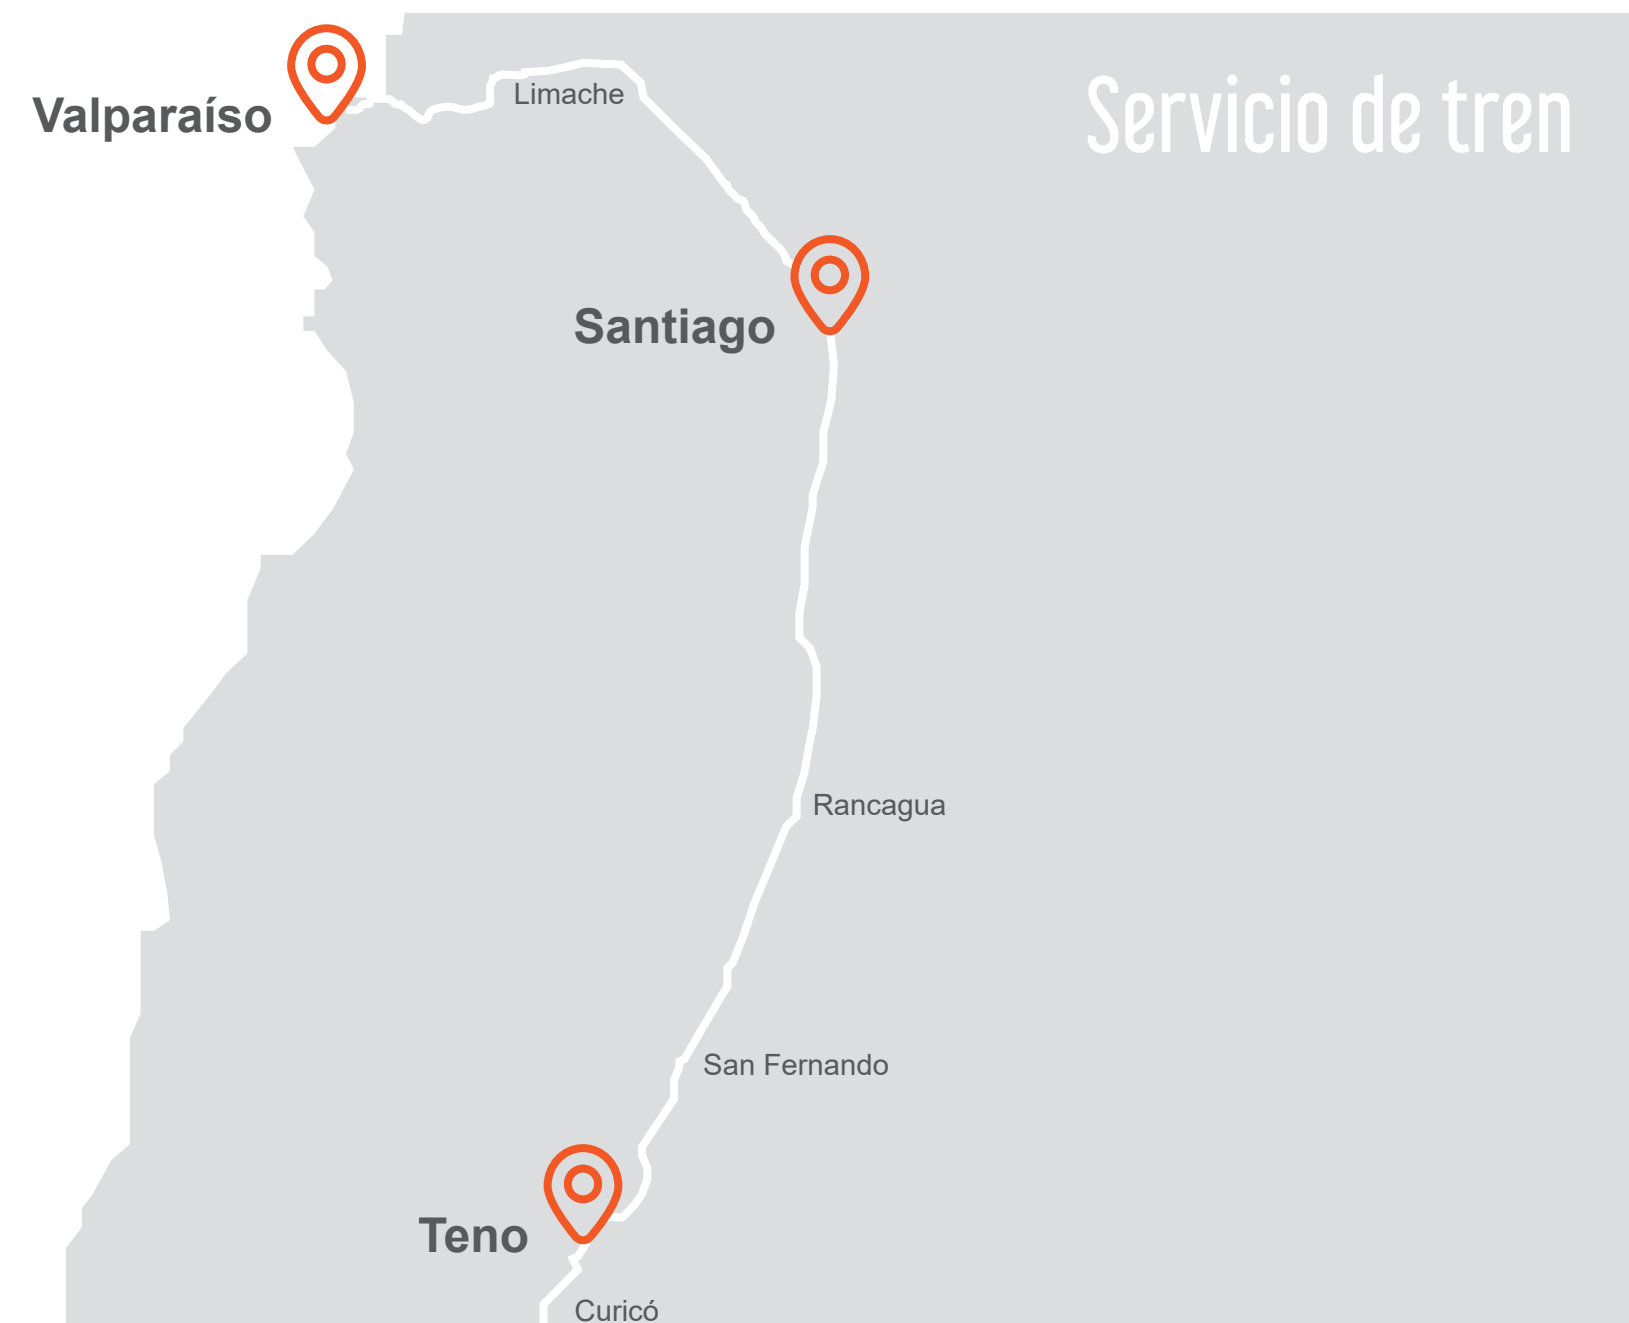 Servicio de tren
Limache
Valparaíso
Santiago
Rancagua
San Fernando
Teno
Curicó